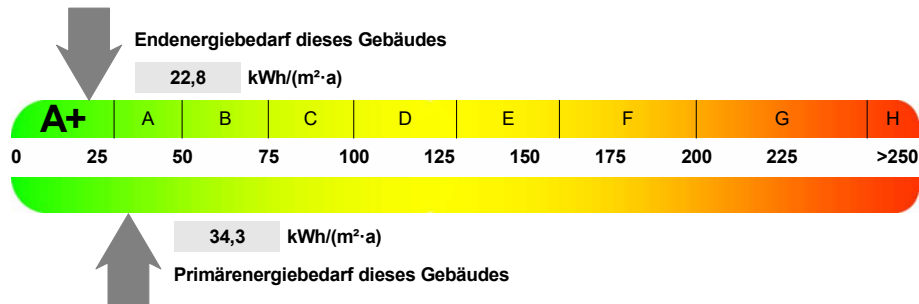 Endenergiebedarf dieses Gebäudes
22,8 kWh/(m²·a)
A+ A B C D E F G H
0 25 50 75 100 125 150 175 200 225 >250
34,3 kWh/(m²·a)
Primärenergiebedarf dieses Gebäudes